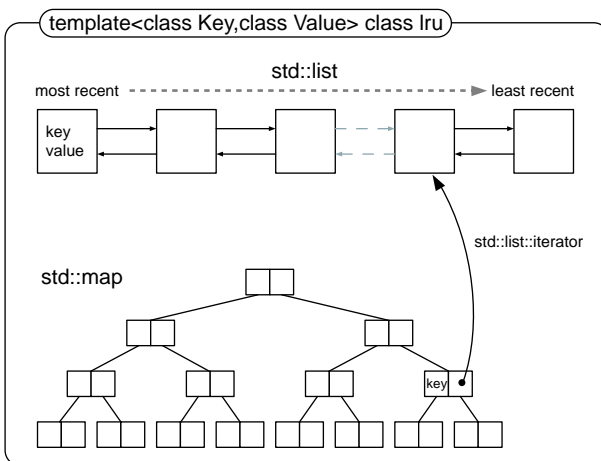 template<class Key,class Value> class lru
std::list
most recent
least recent
key
value
std::list::iterator
std::map
key